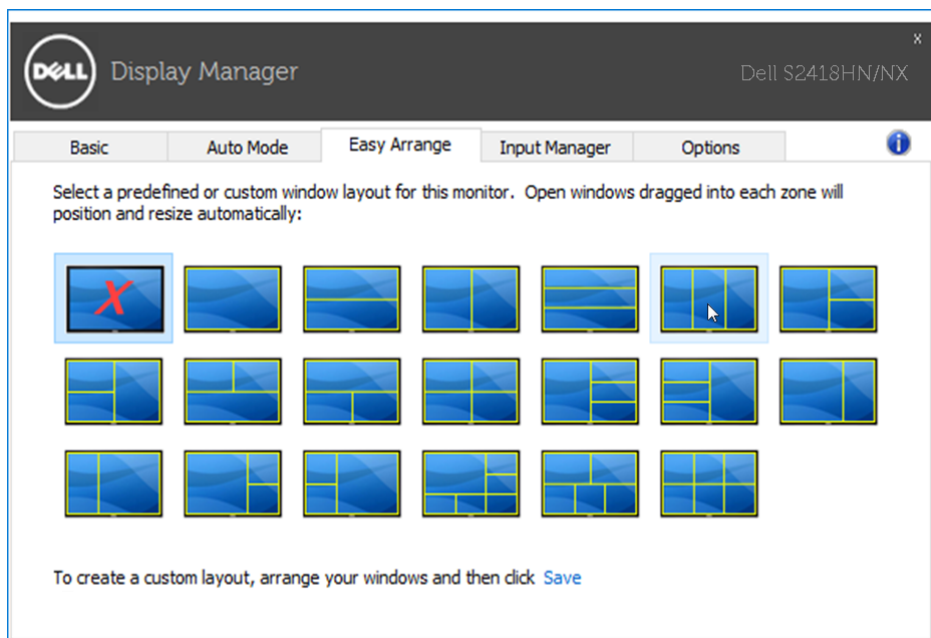 DELL Display Manager
x
Dell S2418HN/NX
Basic Auto Mode Easy Arrange Input Manager Options
Select a predefined or custom window layout for this monitor. Open windows dragged into each zone will
position and resize automatically:
X
To create a custom layout, arrange your windows and then click Save